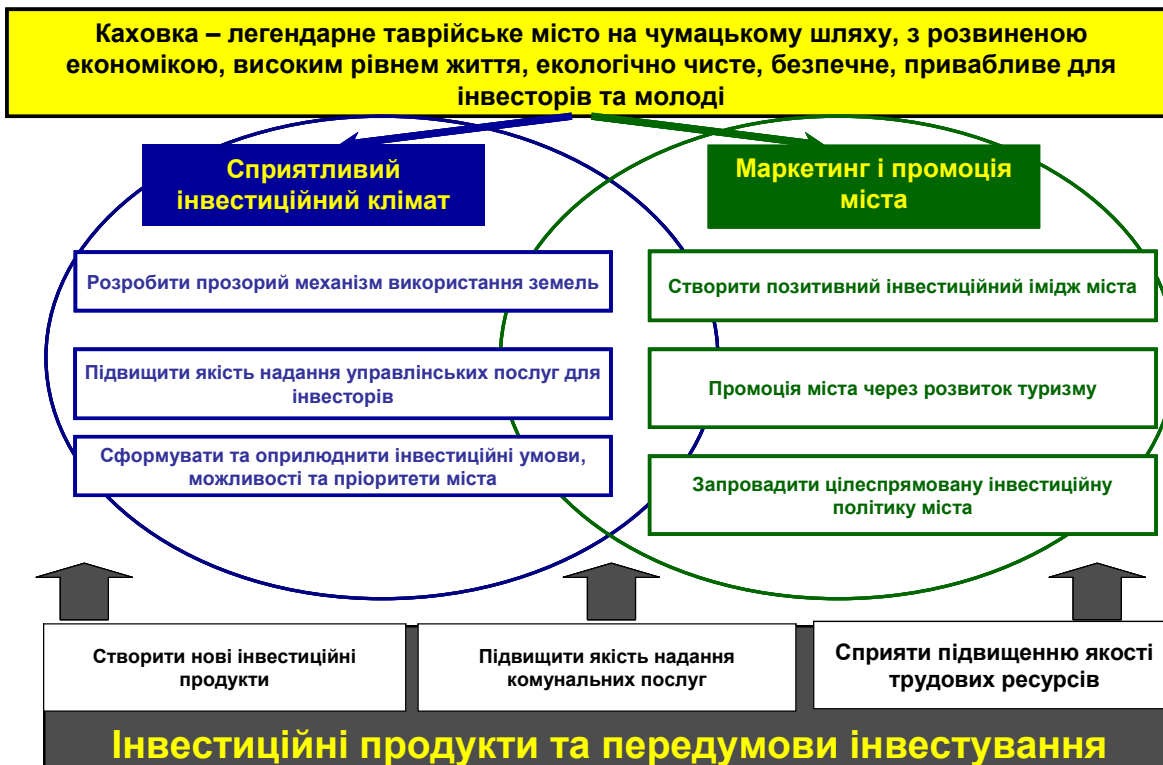 Каховка – легендарне таврійське місто на чумацькому шляху, з розвиненою
економікою, високим рівнем життя, екологічно чисте, безпечне, привабливе для
інвесторів та молоді
Сприятливий
інвестиційний клімат
Маркетинг і промоція
міста
Розробити прозорий механізм використання земель
Підвищити якість надання управлінських послуг для
інвесторів
Сформувати та оприлюднити інвестиційні умови,
можливості та пріоритети міста
Створити позитивний інвестиційний імідж міста
Промоція міста через розвиток туризму
Запровадити цілеспрямовану інвестиційну
політику міста
Створити нові інвестиційні
продукти
Підвищити якість надання
комунальних послуг
Сприяти підвищенню якості
трудових ресурсів
Інвестиційні продукти та передумови інвестування